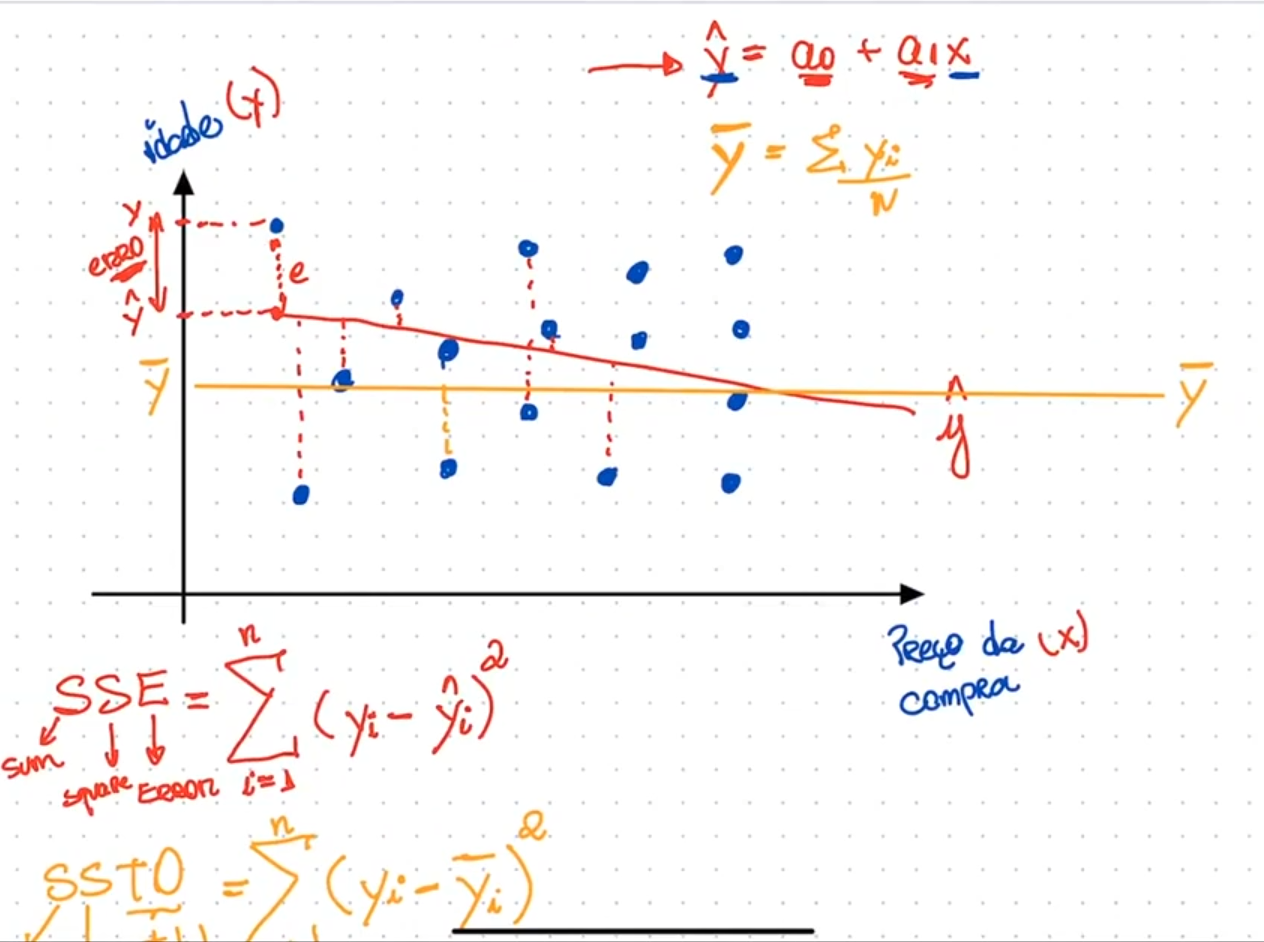 ŷ = a0 + a1x
ȳ = Σ yi / N
idade (y)
y
erro
e
ŷ
ȳ
ȳ
ŷ
Preço da (x)
compra
n
SSE = Σ (yi - ŷi)²
i=1
sum
square Error
n
SSTO = Σ (yi - ȳi)²